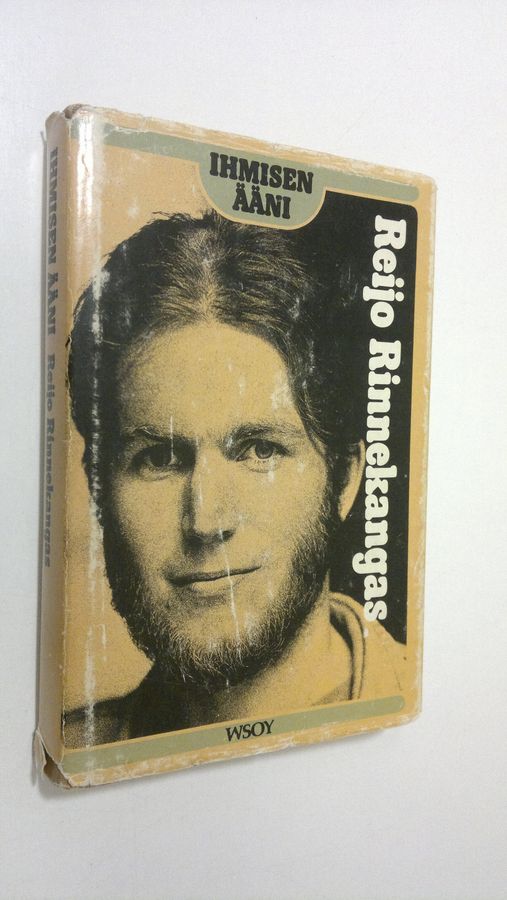 IHMISEN
ÄÄNI
Reijo Rinnekangas
WSOY
IHMISEN ÄÄNI Reijo Rinnekangas